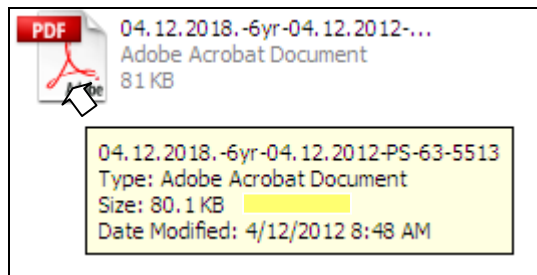 PDF
04.12.2018.-6yr-04.12.2012-...
Adobe Acrobat Document
81 KB
Adobe
04.12.2018.-6yr-04.12.2012-PS-63-5513
Type: Adobe Acrobat Document
Size: 80.1 KB
Date Modified: 4/12/2012 8:48 AM